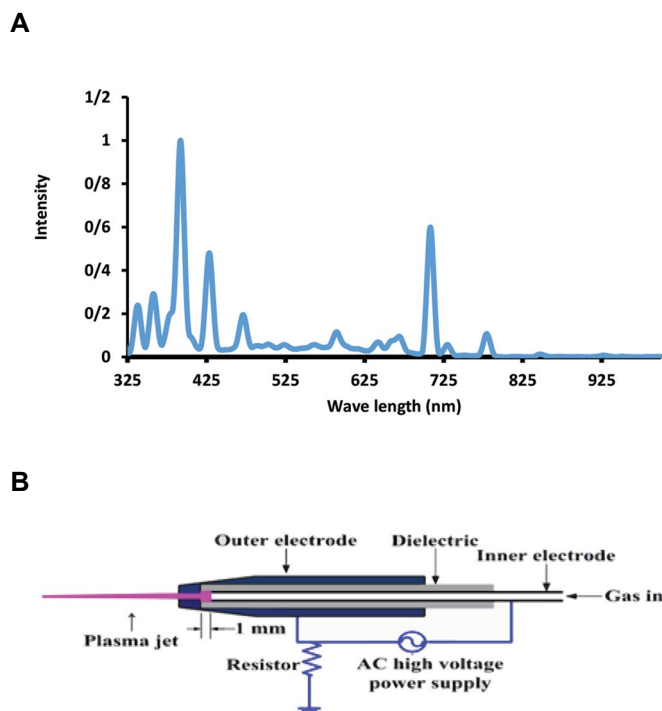 A
1/2
1
0/8
0/6
0/4
0/2
0
Intensity
325 425 525 625 725 825 925
Wave length (nm)
B
Outer electrode
Dielectric
Inner electrode
Gas in
Plasma jet
1 mm
Resistor
AC high voltage
power supply